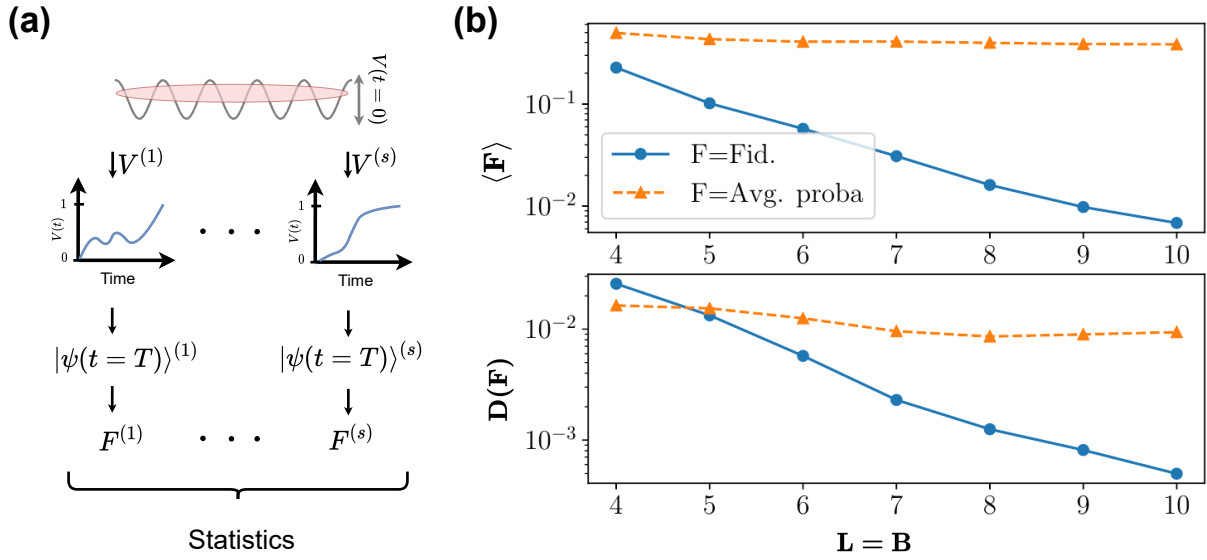 (a)
V(t = 0)
V^{(1)}
V^{(s)}
1
V(t)
0
Time
1
V(t)
0
Time
. . .
|ψ(t = T)⟩^{(1)}
|ψ(t = T)⟩^{(s)}
F^{(1)}
. . .
F^{(s)}
Statistics
(b)
⟨F⟩
10^{-1}
10^{-2}
F=Fid.
F=Avg. proba
4 5 6 7 8 9 10
D(F)
10^{-2}
10^{-3}
4 5 6 7 8 9 10
L = B